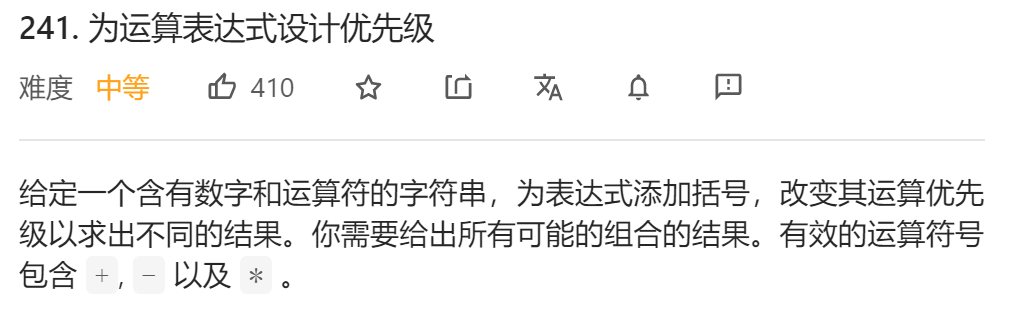 241. 为运算表达式设计优先级
难度 中等 410
给定一个含有数字和运算符的字符串，为表达式添加括号，改变其运算优先
级以求出不同的结果。你需要给出所有可能的组合的结果。有效的运算符号
包含 +, - 以及 * 。